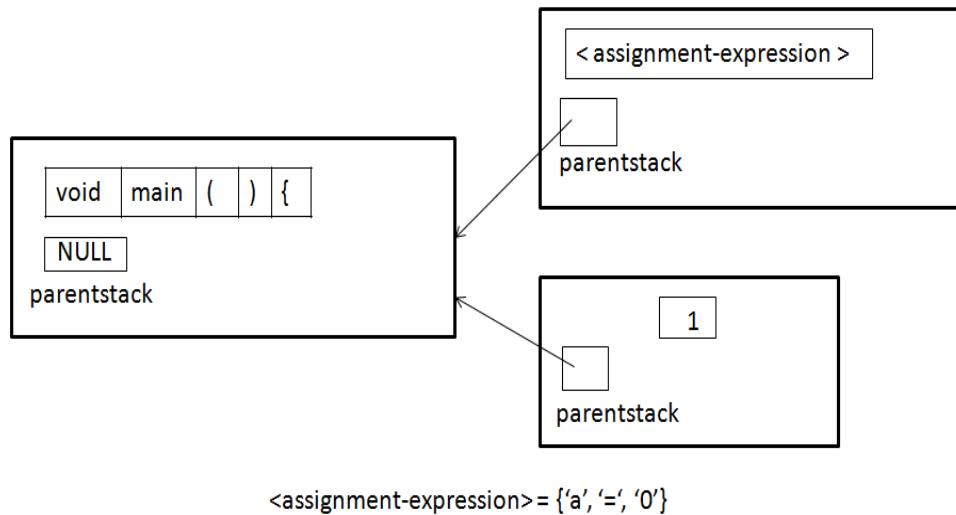 < assignment-expression >
parentstack
void main ( ) {
NULL
parentstack
1
parentstack
<assignment-expression> = {‘a’, ‘=‘, ‘0’}